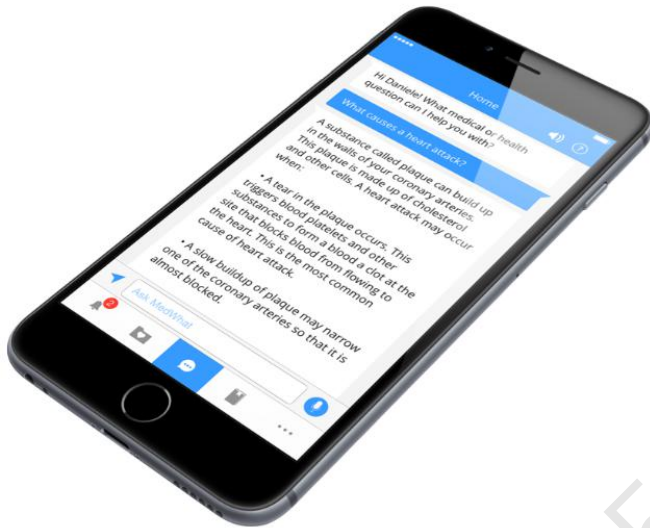 Home
Hi Daniele! What medical or health
question can I help you with?
What causes a heart attack?
A substance called plaque can build up
in the walls of your coronary arteries.
This plaque is made up of cholesterol
and other cells. A heart attack may occur
when:
• A tear in the plaque occurs. This
triggers blood platelets and other
substances to form a blood a clot at the
site that blocks blood from flowing to
the heart. This is the most common
cause of heart attack.
• A slow buildup of plaque may narrow
one of the coronary arteries so that it is
almost blocked.
Ask MedWhat
2